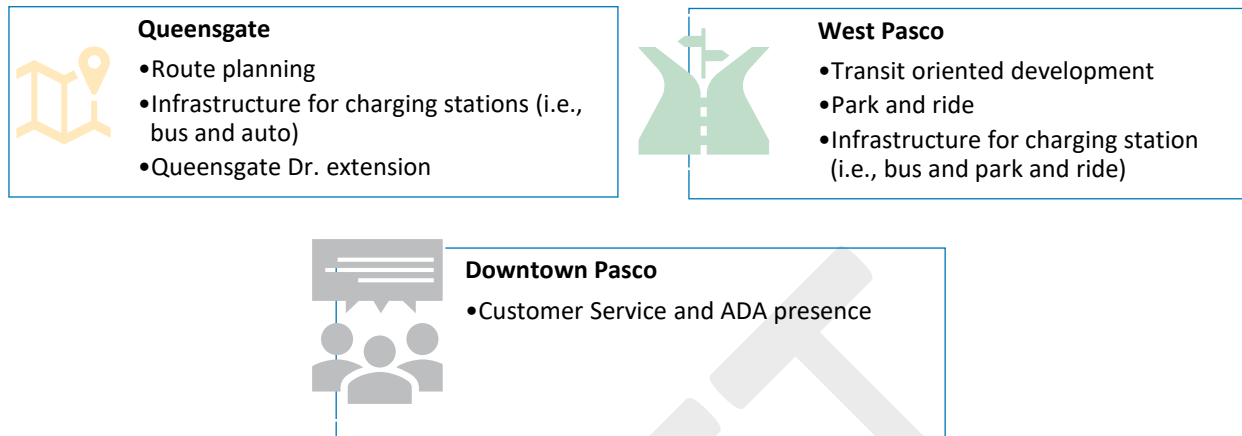 Queensgate
•Route planning
•Infrastructure for charging stations (i.e.,
bus and auto)
•Queensgate Dr. extension
West Pasco
•Transit oriented development
•Park and ride
•Infrastructure for charging station
(i.e., bus and park and ride)
Downtown Pasco
•Customer Service and ADA presence